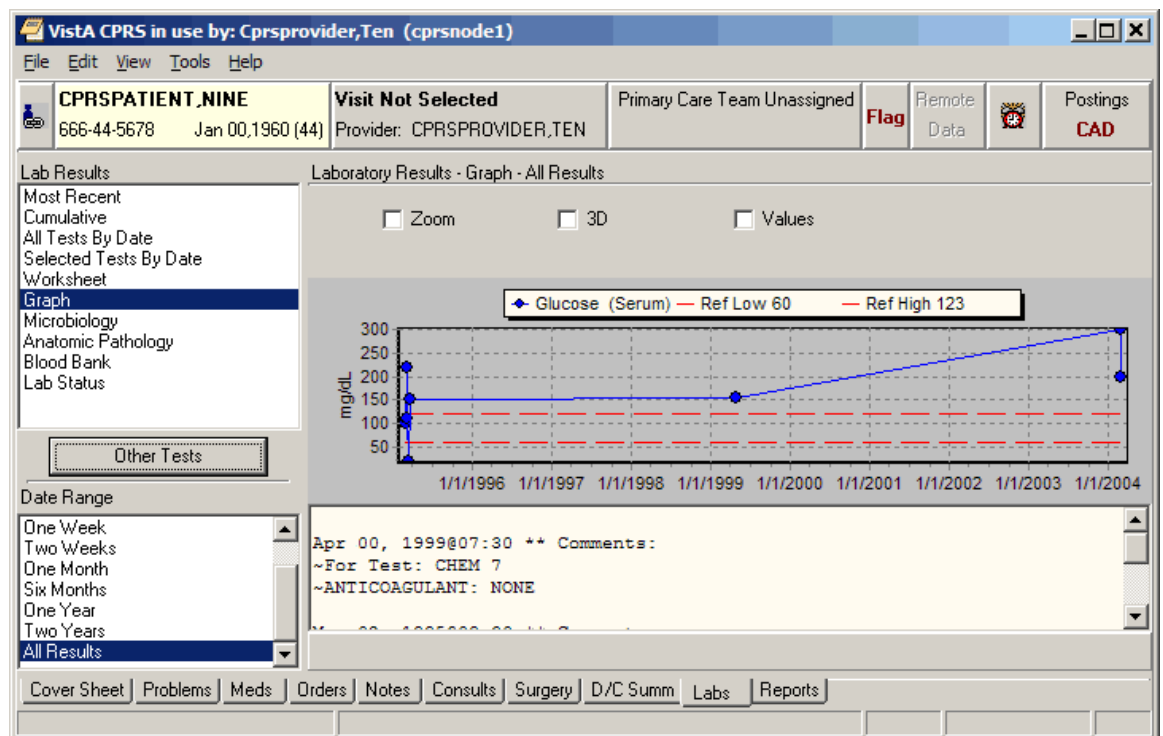 VistA CPRS in use by: Cprsprovider,Ten (cprsnode1)
File Edit View Tools Help
CPRSPATIENT,NINE
666-44-5678 Jan 00,1960 (44)
Visit Not Selected
Provider: CPRSPROVIDER,TEN
Primary Care Team Unassigned
Flag
Remote
Data
Postings
CAD
Lab Results
Most Recent
Cumulative
All Tests By Date
Selected Tests By Date
Worksheet
Graph
Microbiology
Anatomic Pathology
Blood Bank
Lab Status
Other Tests
Date Range
One Week
Two Weeks
One Month
Six Months
One Year
Two Years
All Results
Laboratory Results - Graph - All Results
Zoom 3D Values
Glucose (Serum) Ref Low 60 Ref High 123
mg/dL
300
250
200
150
100
50
1/1/1996 1/1/1997 1/1/1998 1/1/1999 1/1/2000 1/1/2001 1/1/2002 1/1/2003 1/1/2004
Apr 00, 1999@07:30 ** Comments:
~For Test: CHEM 7
~ANTICOAGULANT: NONE
Cover Sheet Problems Meds Orders Notes Consults Surgery D/C Summ Labs Reports